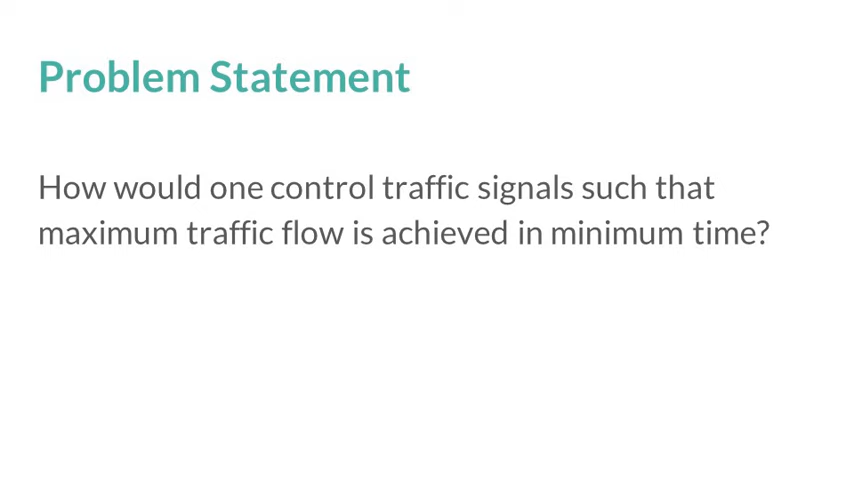 Problem Statement
How would one control traffic signals such that
maximum traffic flow is achieved in minimum time?